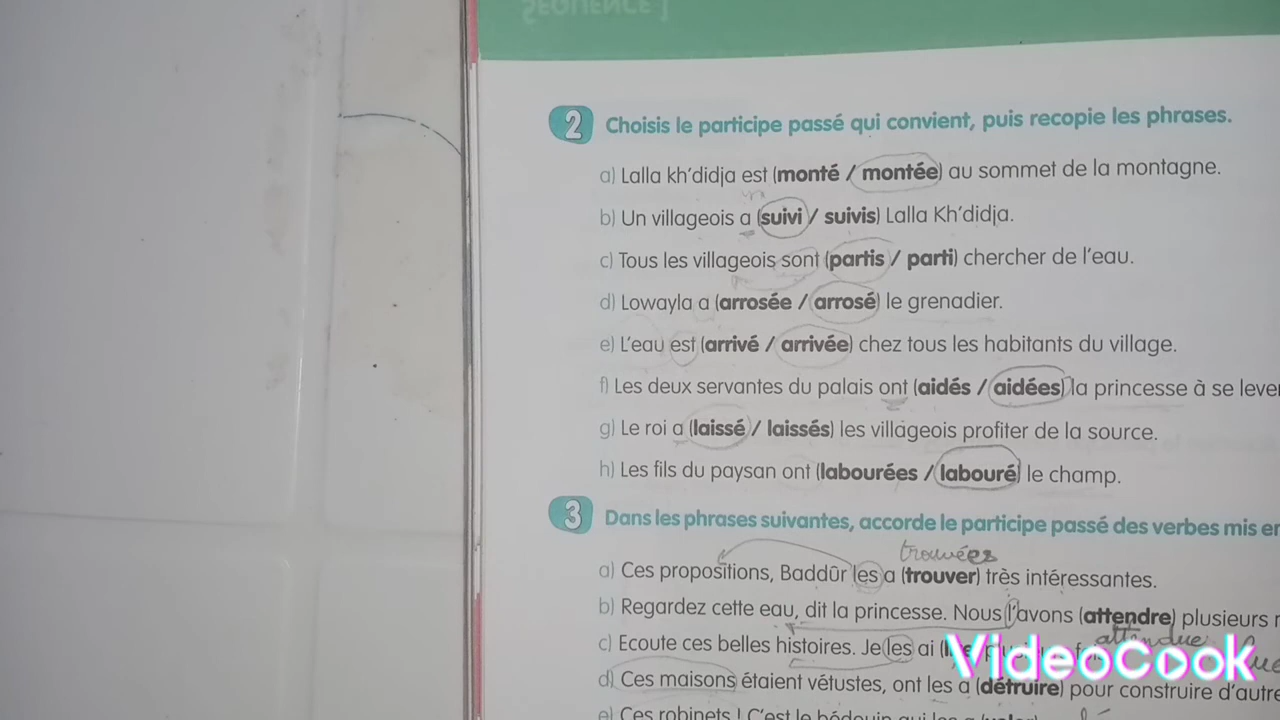 SEQUENCE 1
2 Choisis le participe passé qui convient, puis recopie les phrases.
a) Lalla kh'didja est (monté / montée) au sommet de la montagne.
b) Un villageois a (suivi / suivis) Lalla Kh'didja.
c) Tous les villageois sont (partis / parti) chercher de l'eau.
d) Lowayla a (arrosée / arrosé) le grenadier.
e) L'eau est (arrivé / arrivée) chez tous les habitants du village.
f) Les deux servantes du palais ont (aidés / aidées) la princesse à se lever
g) Le roi a (laissé / laissés) les villageois profiter de la source.
h) Les fils du paysan ont (labourées / labouré) le champ.
3 Dans les phrases suivantes, accorde le participe passé des verbes mis en
trouvées
a) Ces propositions, Baddûr les a (trouver) très intéressantes.
b) Regardez cette eau, dit la princesse. Nous l'avons (attendre) plusieurs
attendue
c) Ecoute ces belles histoires. Je les ai
VideoCook
d) Ces maisons étaient vétustes, ont les a (détruire) pour construire d'autre
e) Ces robinets ! C'est le bédouin qui les a